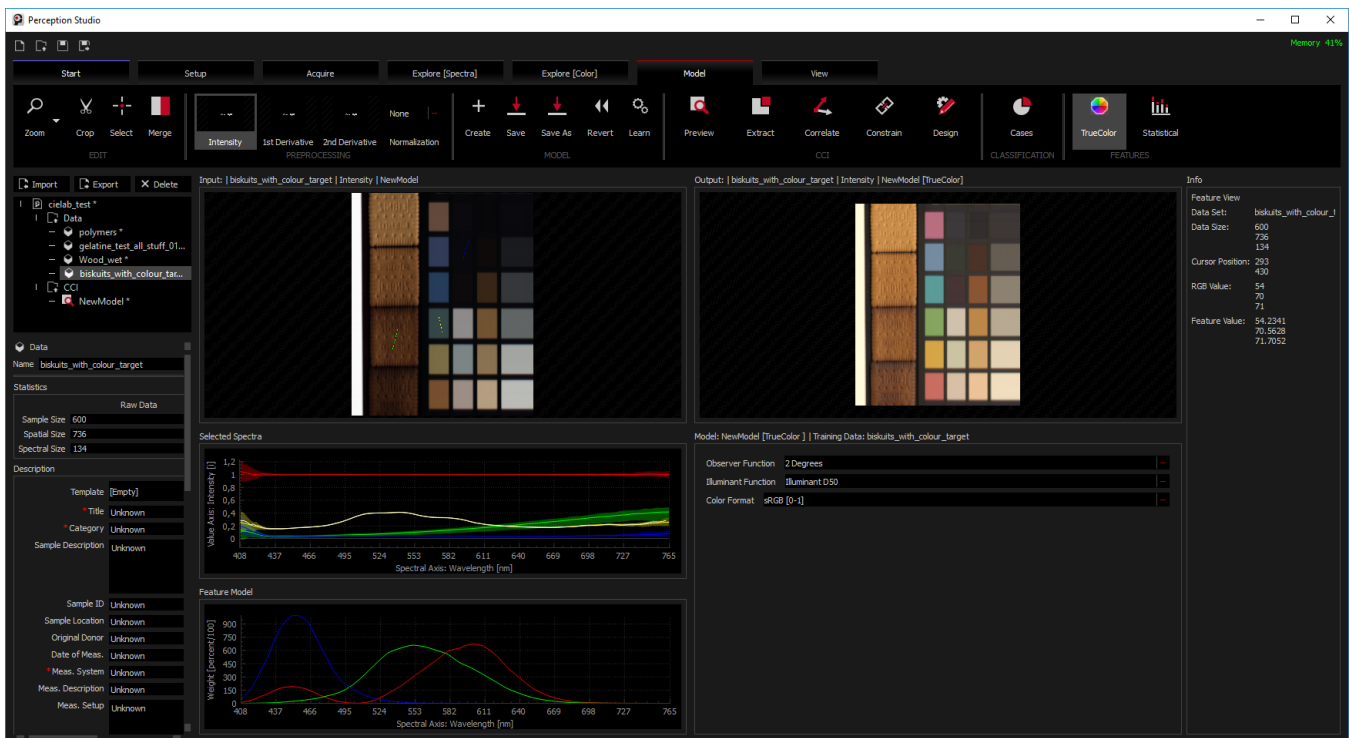 Perception Studio
Memory 41%
Start Setup Acquire Explore [Spectra] Explore [Color] Model View
None
Zoom Crop Select Merge Intensity 1st Derivative 2nd Derivative Normalization Create Save Save As Revert Learn Preview Extract Correlate Constrain Design Cases TrueColor Statistical
EDIT PREPROCESSING MODEL CCI CLASSIFICATION FEATURES
Import Export Delete
cielab_test *
Data
polymers *
gelatine_test_all_stuff_01...
Wood_wet *
biskuits_with_colour_tar...
CCI
NewModel *
Data
Name biskuits_with_colour_target
Statistics
Raw Data
Sample Size 600
Spatial Size 736
Spectral Size 134
Description
Template [Empty]
*Title Unknown
*Category Unknown
Sample Description Unknown
Sample ID Unknown
Sample Location Unknown
Original Donor Unknown
Date of Meas. Unknown
*Meas. System Unknown
Meas. Description Unknown
Meas. Setup Unknown
Input: | biskuits_with_colour_target | Intensity | NewModel
Selected Spectra
Value Axis: Intensity [i]
1,2
1
0,8
0,6
0,4
0,2
0
408 437 466 495 524 553 582 611 640 669 698 727 765
Spectral Axis: Wavelength [nm]
Feature Model
Weight [percent/100]
900
750
600
450
300
150
0
408 437 466 495 524 553 582 611 640 669 698 727 765
Spectral Axis: Wavelength [nm]
Output: | biskuits_with_colour_target | Intensity | NewModel [TrueColor]
Model: NewModel [TrueColor ] | Training Data: biskuits_with_colour_target
Observer Function 2 Degrees
Illuminant Function Illuminant D50
Color Format sRGB [0-1]
Info
Feature View
Data Set: biskuits_with_colour_t
Data Size: 600
736
134
Cursor Position: 293
430
RGB Value: 54
70
71
Feature Value: 54.2341
70.5628
71.7052